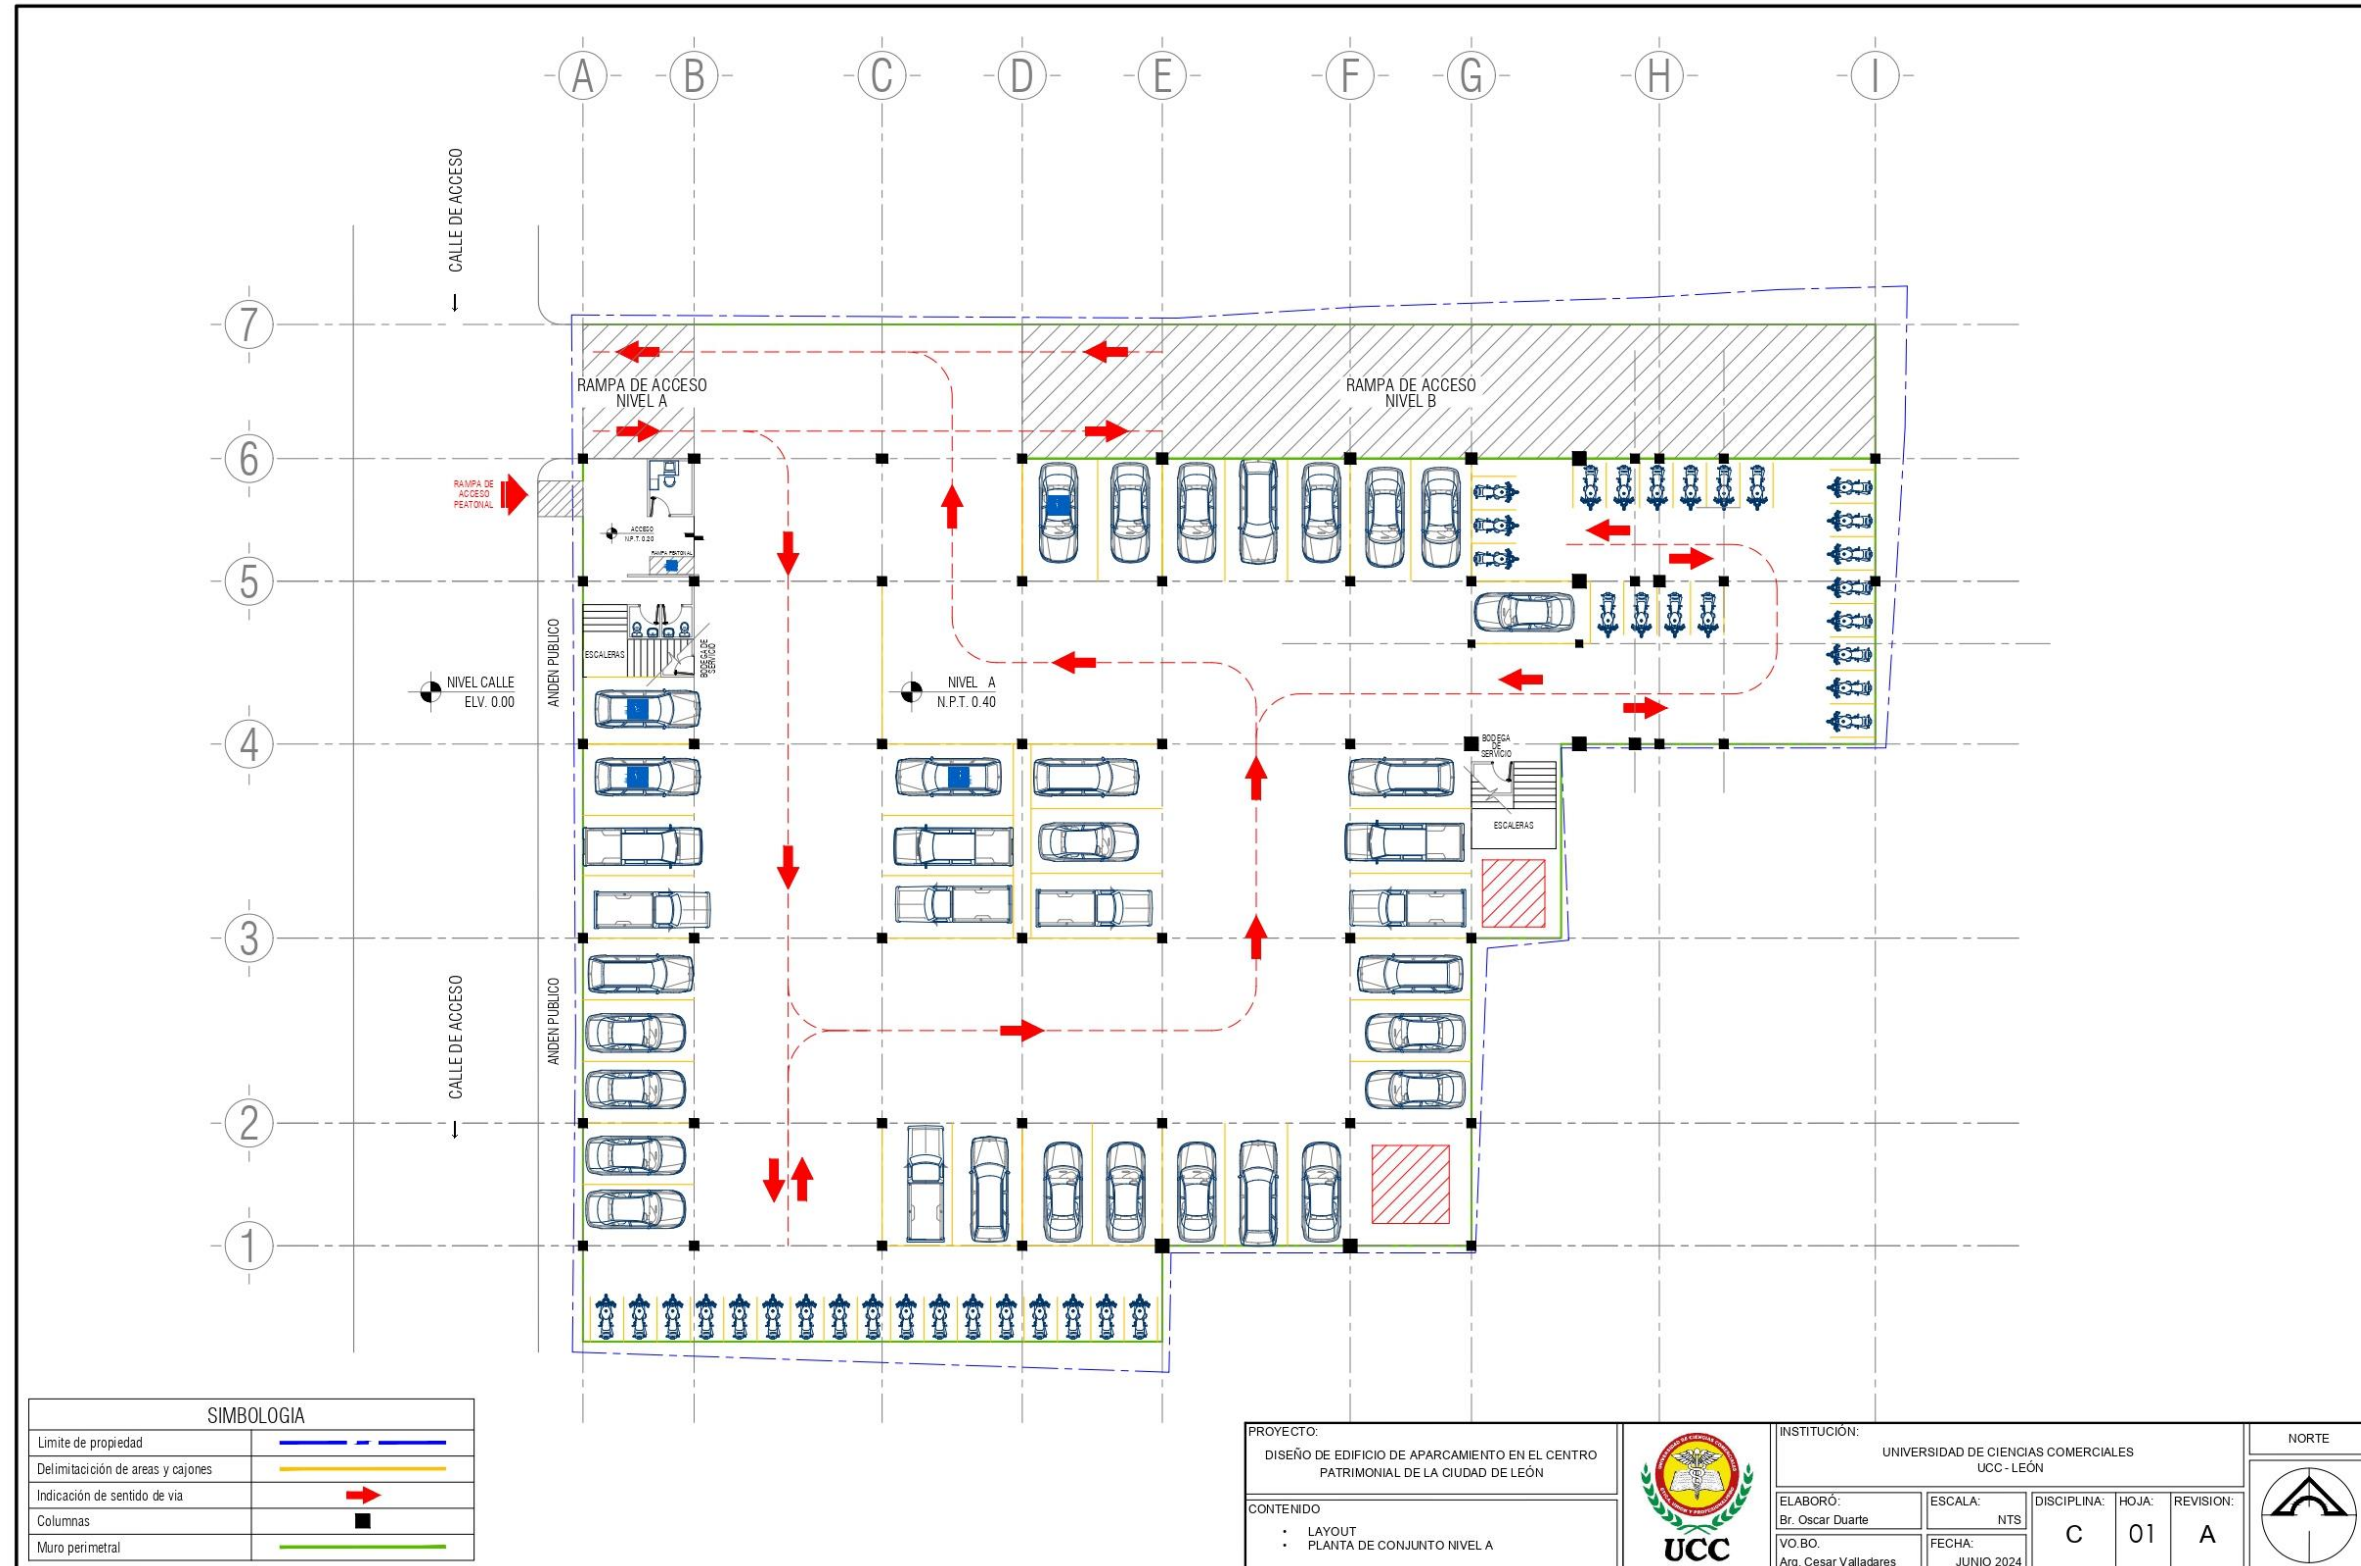 A B C D E F G H I
CALLE DE ACCESO
7
RAMPA DE ACCESO
NIVEL A
RAMPA DE ACCESO
NIVEL B
6
RAMPA DE
ACCESO
PEATONAL
ACCESO
N.P.T. 0.20
RAMPA PEATONAL
5
ANDEN PUBLICO
ESCALERAS
BODEGA DE
SERVICIO
NIVEL CALLE
ELV. 0.00
NIVEL A
N.P.T. 0.40
4
BODEGA
DE
SERVICIO
ESCALERAS
3
CALLE DE ACCESO
ANDEN PUBLICO
2
1
SIMBOLOGIA
Limite de propiedad
Delimitacición de areas y cajones
Indicación de sentido de via
Columnas
Muro perimetral
PROYECTO:
DISEÑO DE EDIFICIO DE APARCAMIENTO EN EL CENTRO
PATRIMONIAL DE LA CIUDAD DE LEÓN
CONTENIDO
• LAYOUT
• PLANTA DE CONJUNTO NIVEL A
UCC
INSTITUCIÓN:
UNIVERSIDAD DE CIENCIAS COMERCIALES
UCC - LEÓN
ELABORÓ:
Br. Oscar Duarte
ESCALA:
NTS
VO.BO.
Arq. Cesar Valladares
FECHA:
JUNIO 2024
DISCIPLINA:
C
HOJA:
01
REVISION:
A
NORTE